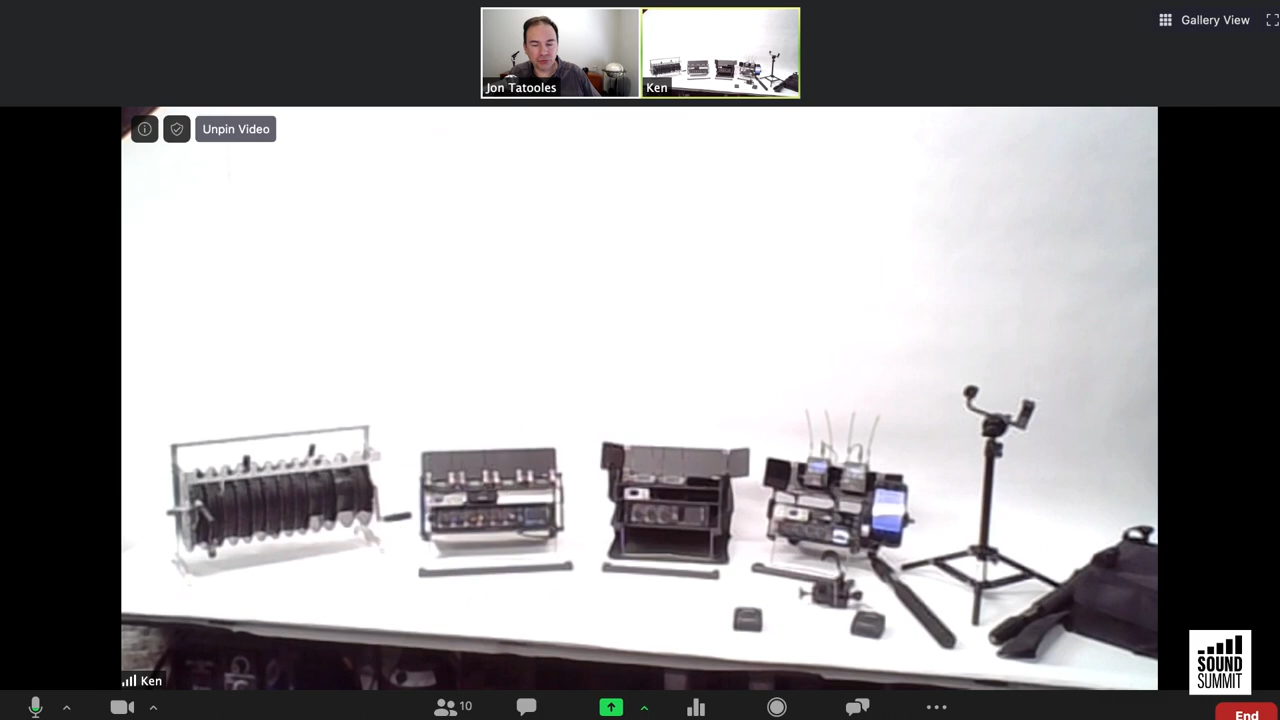 Gallery View
Jon Tatooles
Ken
Unpin Video
Ken
10
End
SOUND
SUMMIT